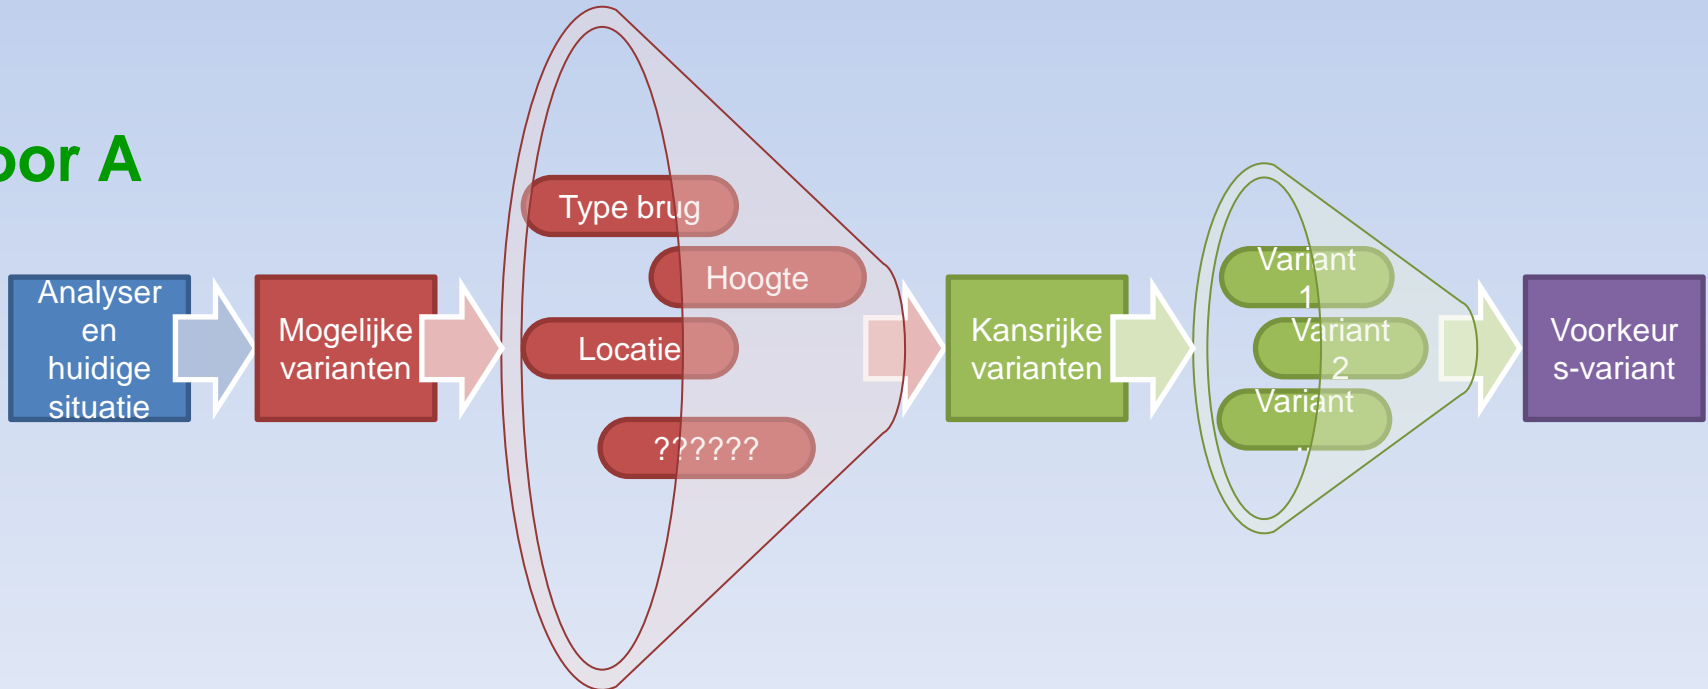 oor A
Analyser
en
huidige
situatie
Mogelijke
varianten
Type brug
Hoogte
Locatie
??????
Kansrijke
varianten
Variant
1
Variant
2
Variant
Voorkeur
s-variant